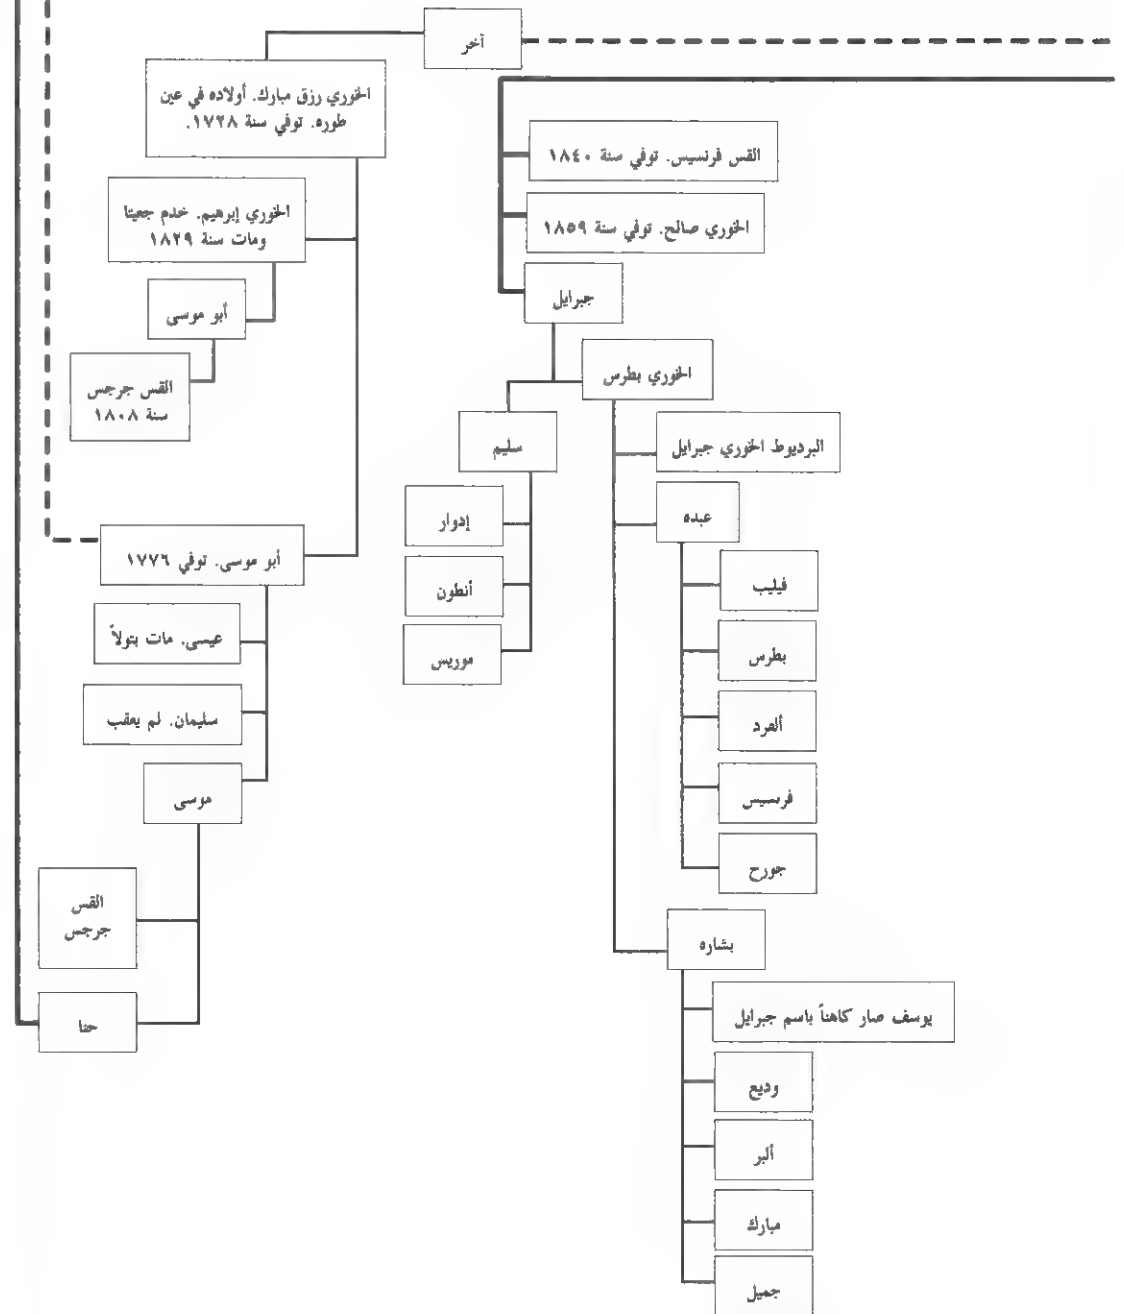 آخر
الخوري رزق مبارك. أولاده في عين
طوره. توفي سنة ١٧٢٨.
الخوري إبرهيم. خدم جعيتا
ومات سنة ١٨٢٩
أبو موسى
القس جرجس
سنة ١٨٠٨
أبو موسى. توفي ١٧٧٦
عيسى. مات بتولاً
سليمان. لم يعقب
موسى
القس
جرجس
حنا
القس فرنسيس. توفي سنة ١٨٤٠
الخوري صالح. توفي سنة ١٨٥٩
جبرايل
الخوري بطرس
سليم
إدوار
أنطون
موريس
البرديوط الخوري جبرايل
عبده
فيليب
بطرس
ألفرد
فرنسيس
جورج
بشاره
يوسف صار كاهناً باسم جبرايل
وديع
ألبر
مبارك
جميل